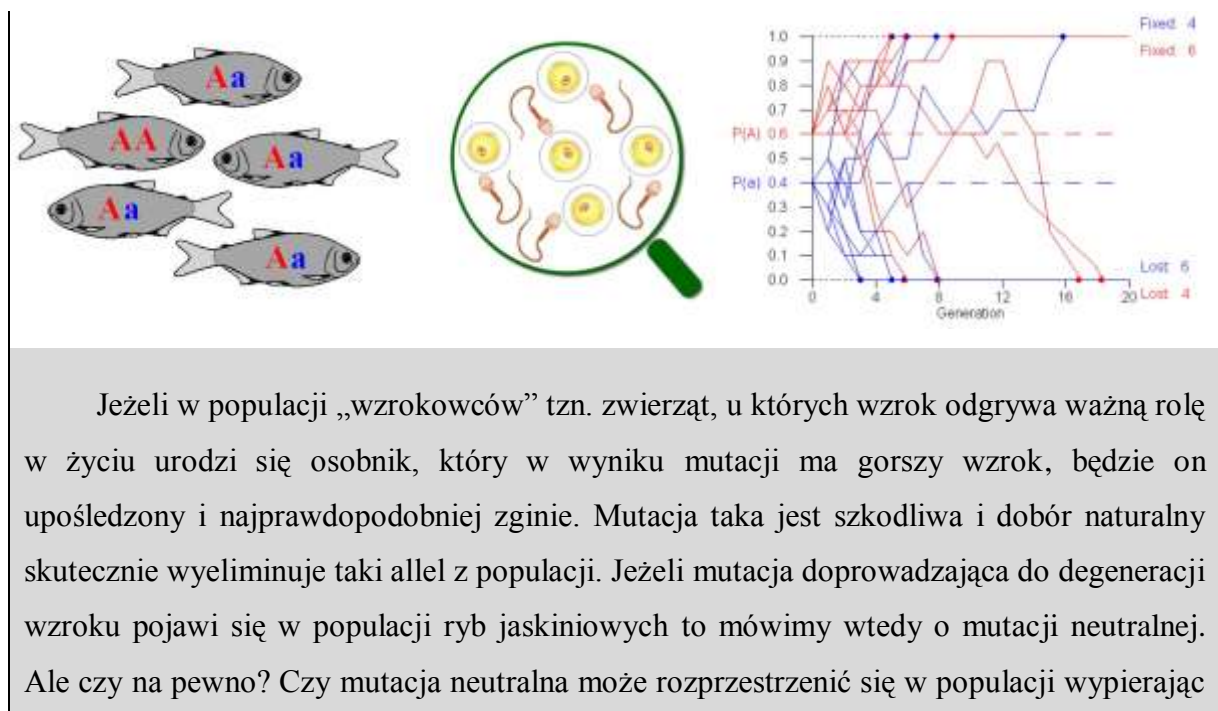 Aa
AA
Aa
Aa
Aa
Fixed: 4
Fixed: 6
1.0
0.9
0.8
0.7
P(A) 0.6
0.5
P(a) 0.4
0.3
0.2
0.1
0.0
0 4 8 12 16 20
Generation
Lost: 6
Lost: 4
Jeżeli w populacji „wzrokowców” tzn. zwierząt, u których wzrok odgrywa ważną rolę
w życiu urodzi się osobnik, który w wyniku mutacji ma gorszy wzrok, będzie on
upośledzony i najprawdopodobniej zginie. Mutacja taka jest szkodliwa i dobór naturalny
skutecznie wyeliminuje taki allel z populacji. Jeżeli mutacja doprowadzająca do degeneracji
wzroku pojawi się w populacji ryb jaskiniowych to mówimy wtedy o mutacji neutralnej.
Ale czy na pewno? Czy mutacja neutralna może rozprzestrzenić się w populacji wypierając